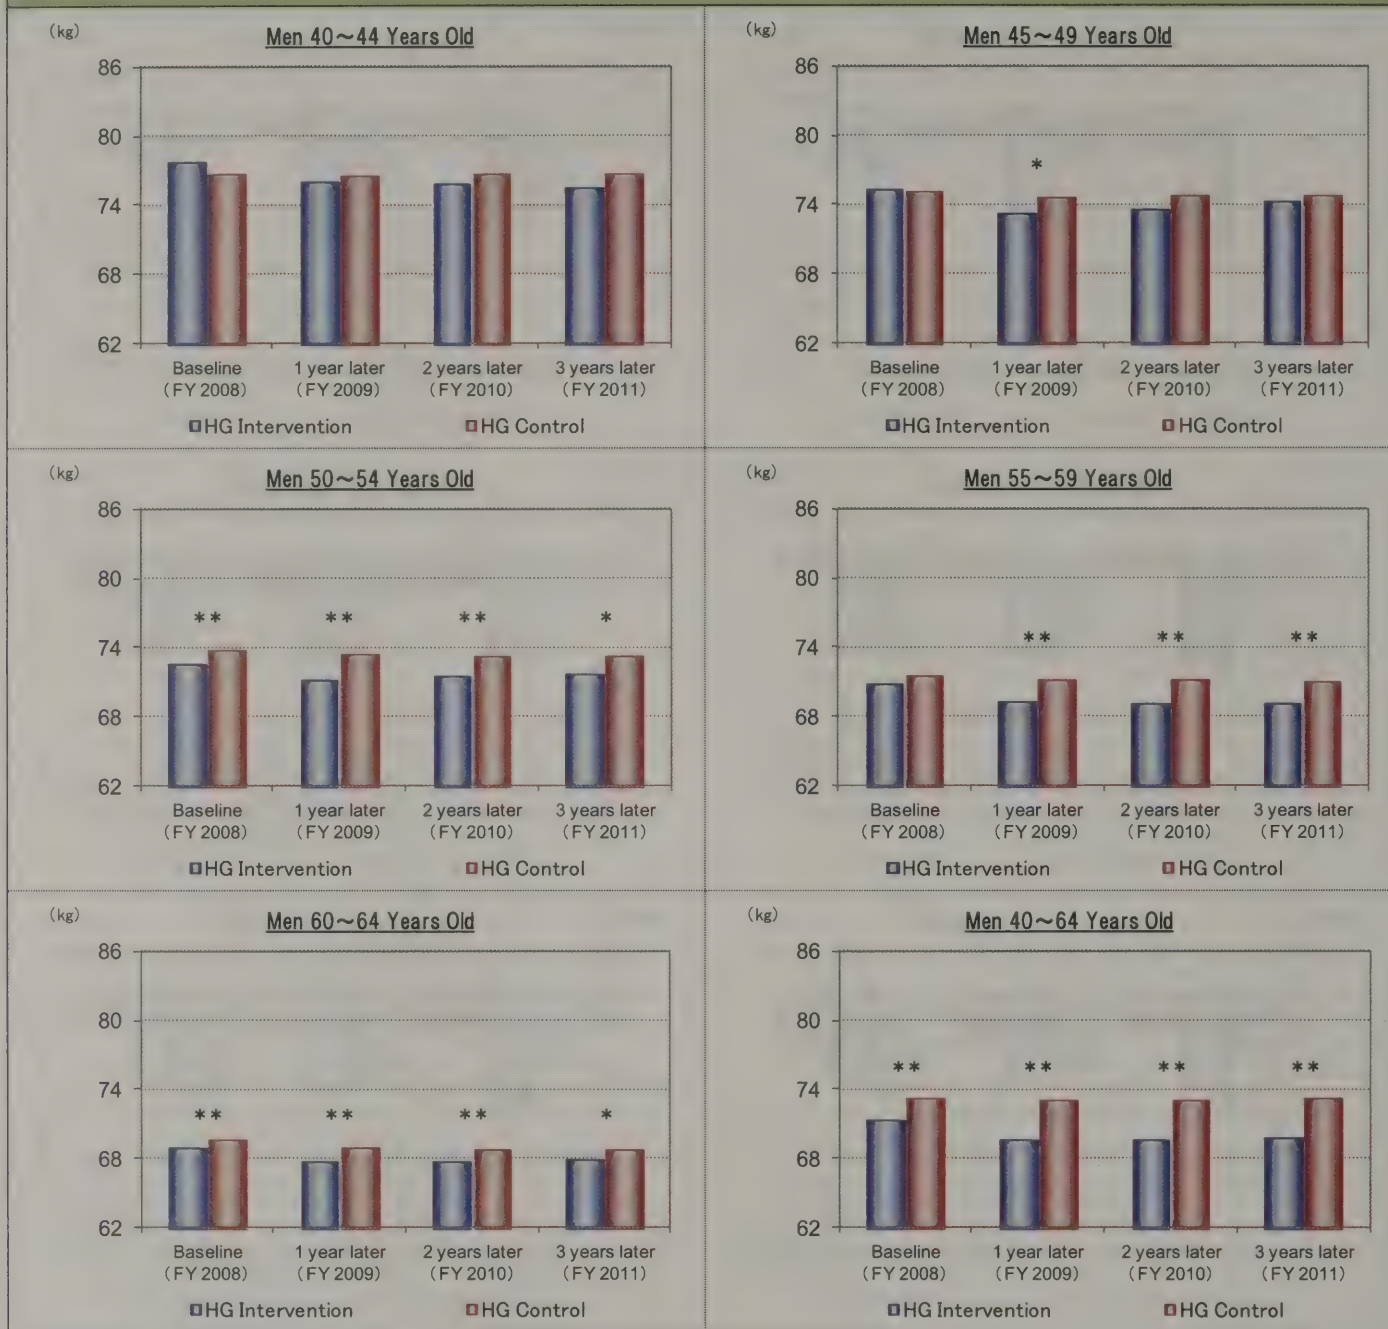 (kg)
Men 40～44 Years Old
86
80
74
68
62
Baseline
(FY 2008)
1 year later
(FY 2009)
2 years later
(FY 2010)
3 years later
(FY 2011)
HG Intervention
HG Control
(kg)
Men 45～49 Years Old
86
80
*
74
68
62
Baseline
(FY 2008)
1 year later
(FY 2009)
2 years later
(FY 2010)
3 years later
(FY 2011)
HG Intervention
HG Control
(kg)
Men 50～54 Years Old
86
80
** ** ** *
74
68
62
Baseline
(FY 2008)
1 year later
(FY 2009)
2 years later
(FY 2010)
3 years later
(FY 2011)
HG Intervention
HG Control
(kg)
Men 55～59 Years Old
86
80
** ** **
74
68
62
Baseline
(FY 2008)
1 year later
(FY 2009)
2 years later
(FY 2010)
3 years later
(FY 2011)
HG Intervention
HG Control
(kg)
Men 60～64 Years Old
86
80
74
** ** ** *
68
62
Baseline
(FY 2008)
1 year later
(FY 2009)
2 years later
(FY 2010)
3 years later
(FY 2011)
HG Intervention
HG Control
(kg)
Men 40～64 Years Old
86
80
** ** ** **
74
68
62
Baseline
(FY 2008)
1 year later
(FY 2009)
2 years later
(FY 2010)
3 years later
(FY 2011)
HG Intervention
HG Control